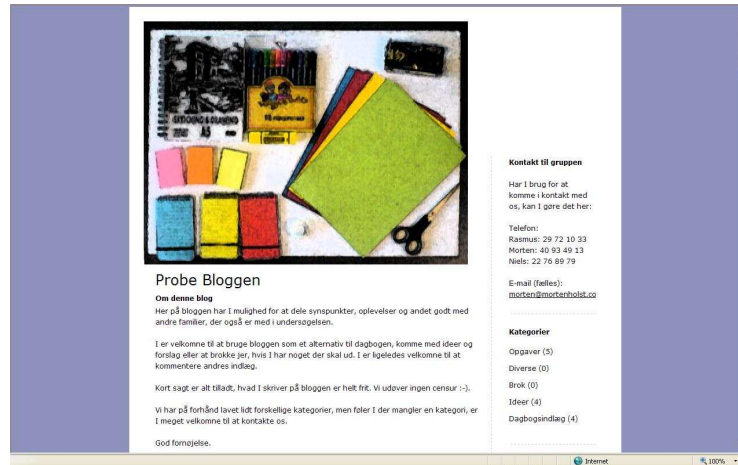 SKETCHING & DRAWING
A5
Probe Bloggen
Om denne blog
Her på bloggen har I mulighed for at dele synspunkter, oplevelser og andet godt med
andre familier, der også er med i undersøgelsen.
I er velkomne til at bruge bloggen som et alternativ til dagbogen, komme med ideer og
forslag eller at brokke jer, hvis I har noget der skal ud. I er ligeledes velkomne til at
kommentere andres indlæg.
Kort sagt er alt tilladt, hvad I skriver på bloggen er helt frit. Vi udøver ingen censur :-).
Vi har på forhånd lavet lidt forskellige kategorier, men føler I der mangler en kategori, er
I meget velkomne til at kontakte os.
God fornøjelse.
Kontakt til gruppen
Har I brug for at
komme i kontakt med
os, kan I gøre det her:
Telefon:
Rasmus: 29 72 10 33
Morten: 40 93 49 13
Niels: 22 76 89 79
E-mail (fælles):
morten@mortenholst.co
Kategorier
Opgaver (5)
Diverse (0)
Brok (0)
Ideer (4)
Dagbogsindlæg (4)
Internet
100%